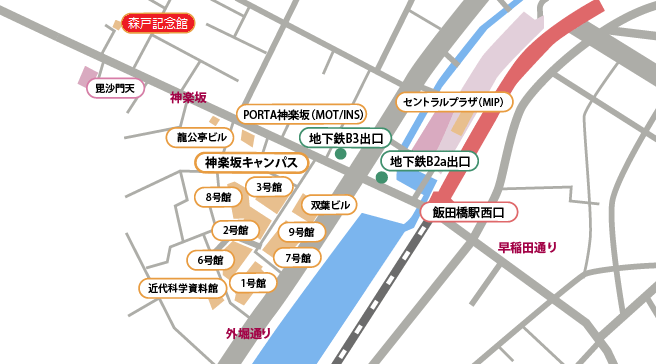 森戸記念館
毘沙門天
神楽坂
セントラルプラザ(MIP)
PORTA神楽坂(MOT/INS)
龍公亭ビル
地下鉄B3出口
神楽坂キャンパス
地下鉄B2a出口
3号館
8号館
双葉ビル
飯田橋駅西口
2号館
9号館
早稲田通り
6号館
7号館
近代科学資料館
1号館
外堀通り